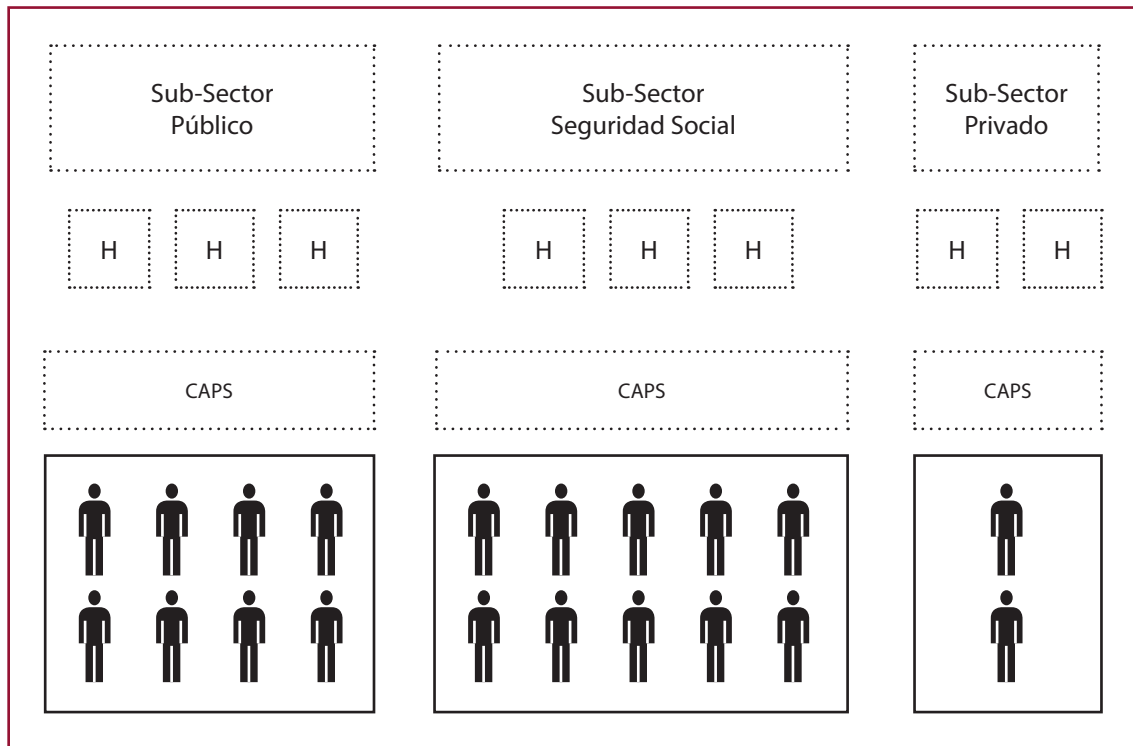 Sub-Sector
Público
Sub-Sector
Seguridad Social
Sub-Sector
Privado
H H H H H H H H
CAPS CAPS CAPS